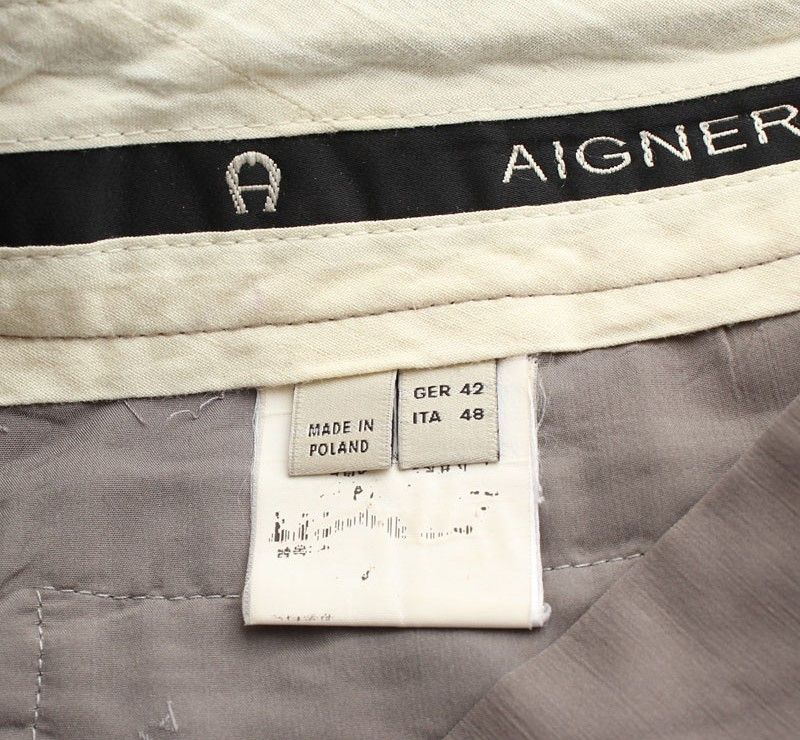 AIGNER
MADE IN
POLAND
GER 42
ITA 48